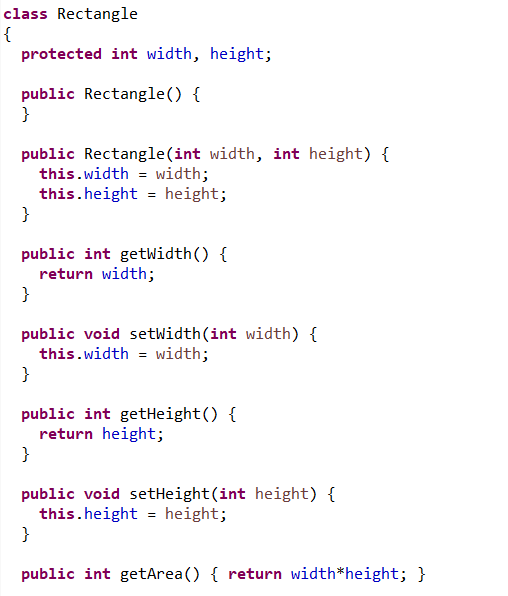 class Rectangle
{
  protected int width, height;

  public Rectangle() {
  }

  public Rectangle(int width, int height) {
    this.width = width;
    this.height = height;
  }

  public int getWidth() {
    return width;
  }

  public void setWidth(int width) {
    this.width = width;
  }

  public int getHeight() {
    return height;
  }

  public void setHeight(int height) {
    this.height = height;
  }

  public int getArea() { return width*height; }